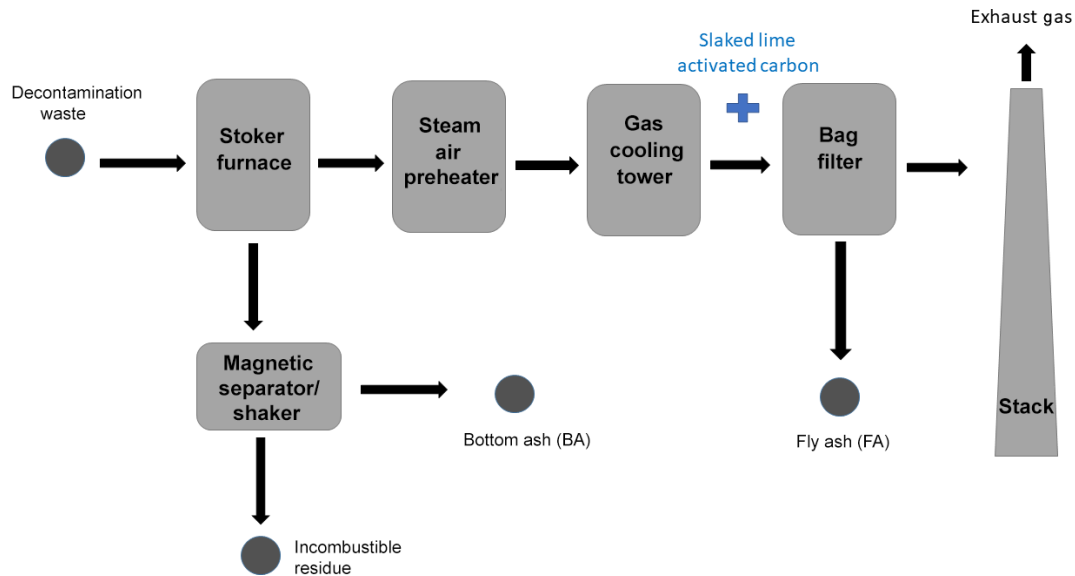 Exhaust gas
Slaked lime
activated carbon
Decontamination
waste
Stoker
furnace
Steam
air
preheater
Gas
cooling
tower
Bag
filter
Magnetic
separator/
shaker
Bottom ash (BA)
Fly ash (FA)
Stack
Incombustible
residue